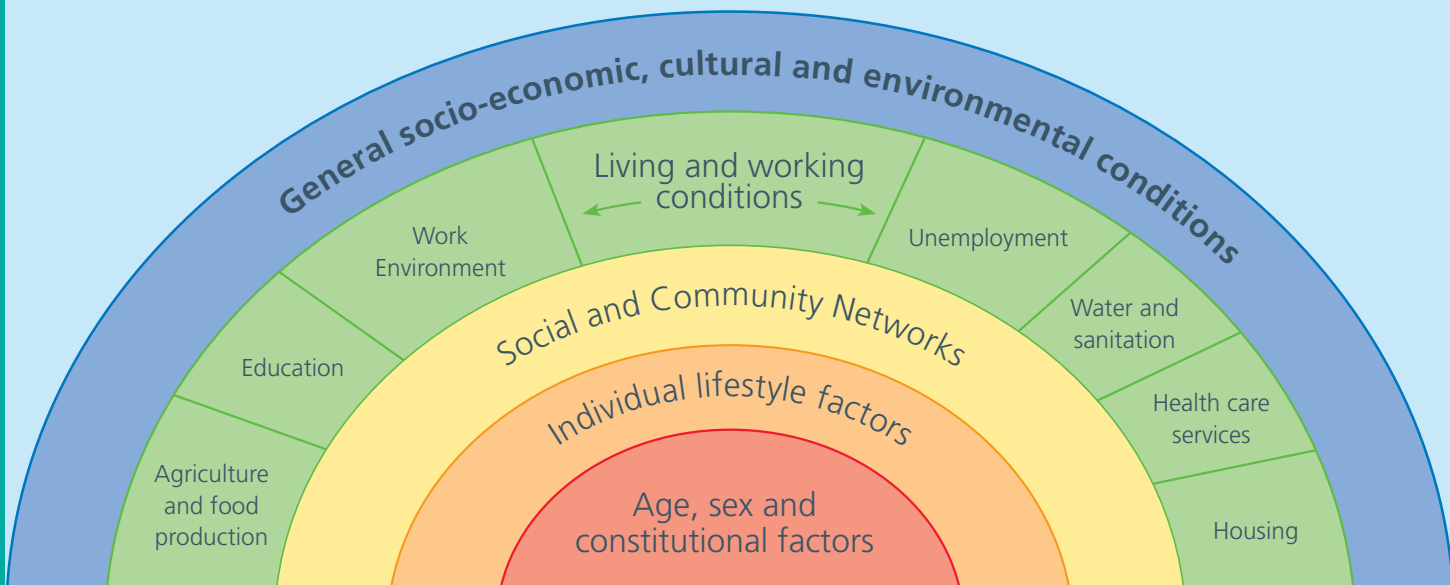 General socio-economic, cultural and environmental conditions
Living and working
conditions
Work
Environment
Unemployment
Education
Water and
sanitation
Agriculture
and food
production
Health care
services
Housing
Social and Community Networks
Individual lifestyle factors
Age, sex and
constitutional factors